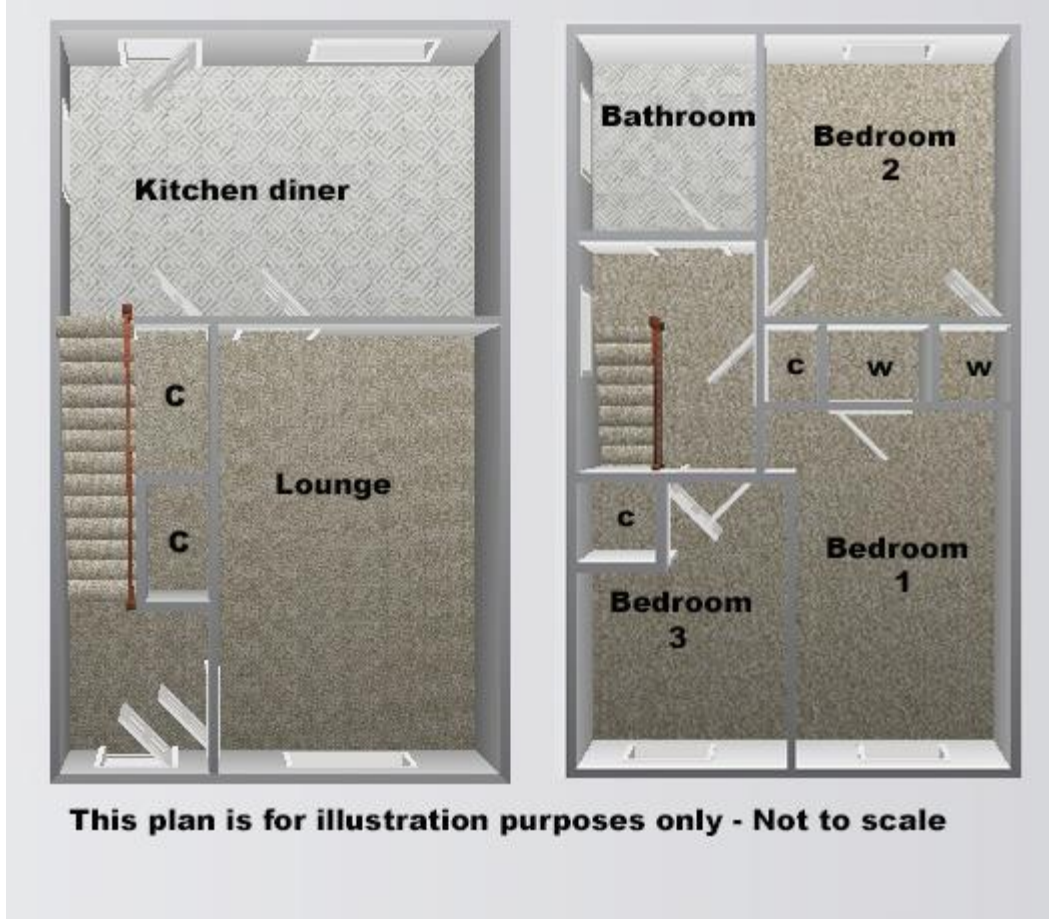 Kitchen diner
C
C
Lounge
Bathroom
Bedroom
2
c
w
w
c
Bedroom
1
Bedroom
3
This plan is for illustration purposes only - Not to scale